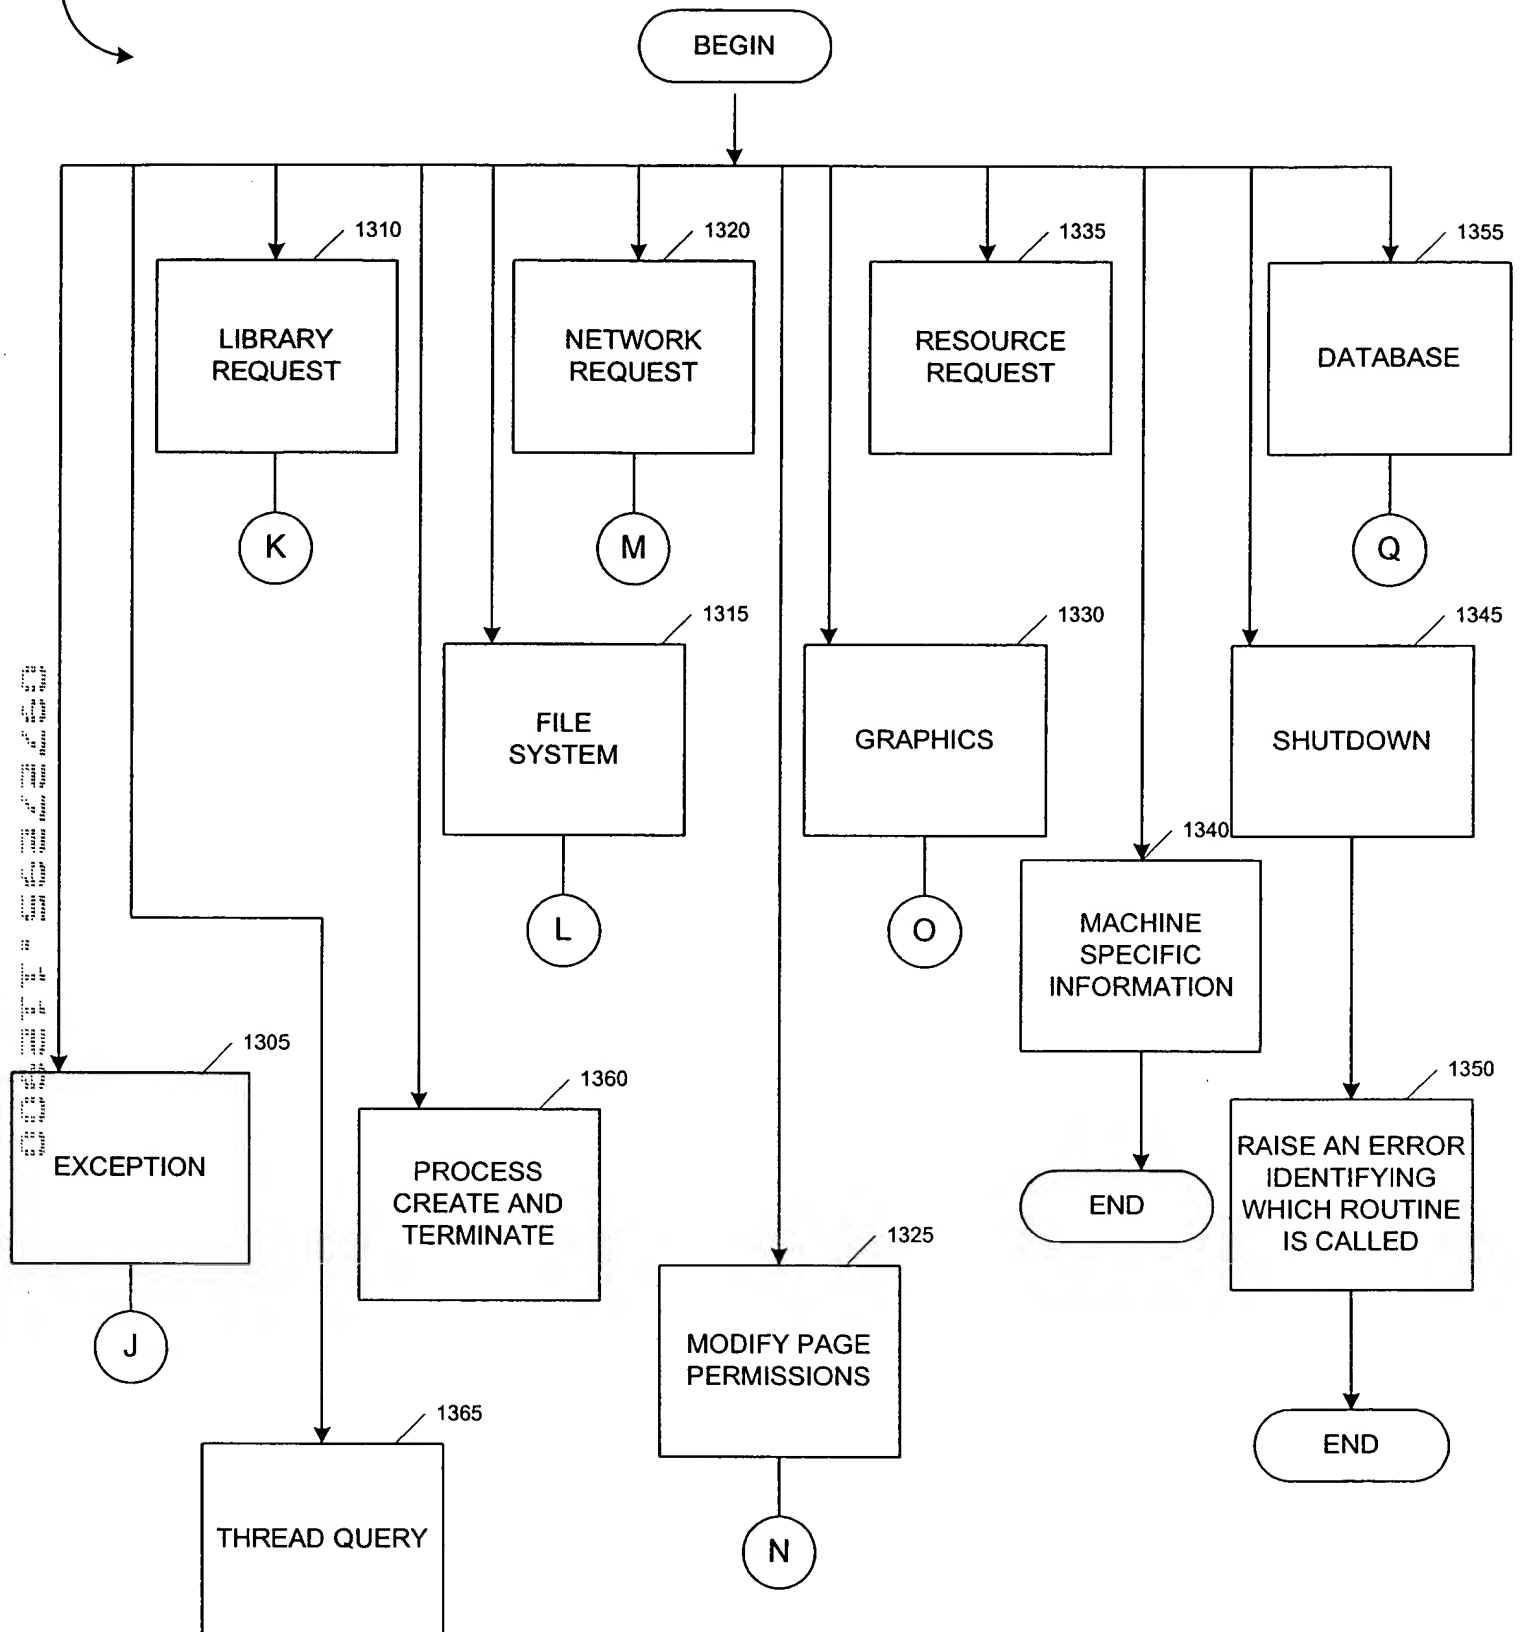 BEGIN
1310
1320
1335
1355
LIBRARY
REQUEST
NETWORK
REQUEST
RESOURCE
REQUEST
DATABASE
K
M
Q
1315
1330
1345
FILE
SYSTEM
GRAPHICS
SHUTDOWN
1340
L
O
MACHINE
SPECIFIC
INFORMATION
1305
1360
1350
EXCEPTION
PROCESS
CREATE AND
TERMINATE
END
RAISE AN ERROR
IDENTIFYING
WHICH ROUTINE
IS CALLED
1325
J
MODIFY PAGE
PERMISSIONS
1365
END
THREAD QUERY
N